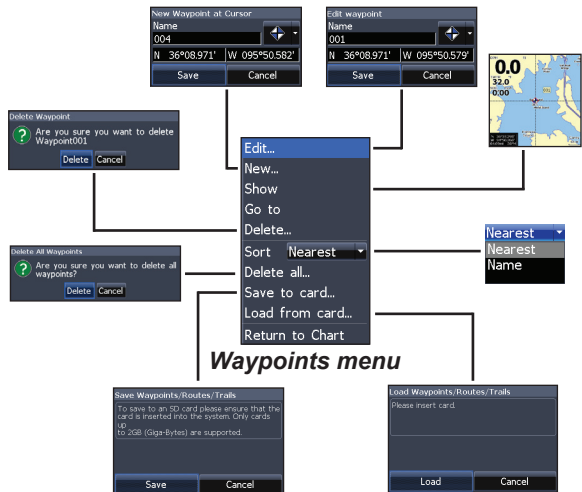 New Waypoint at Cursor
Name
004
N 36°08.971' W 095°50.582'
Save Cancel
Edit waypoint
Name
001
N 36°08.971' W 095°50.579'
Save Cancel
0.0
32.0
0.00
Delete Waypoint
Are you sure you want to delete
Waypoint001
Delete Cancel
Edit...
New...
Show
Go to
Delete...
Sort Nearest
Delete all...
Save to card...
Load from card...
Return to Chart
Nearest
Nearest
Name
Delete All Waypoints
Are you sure you want to delete all
waypoints?
Delete Cancel
Waypoints menu
Save Waypoints/Routes/Trails
To save to an SD card please ensure that the
card is inserted into the system. Only cards
up
to 2GB (Giga-Bytes) are supported.
Save Cancel
Load Waypoints/Routes/Trails
Please insert card.
Load Cancel